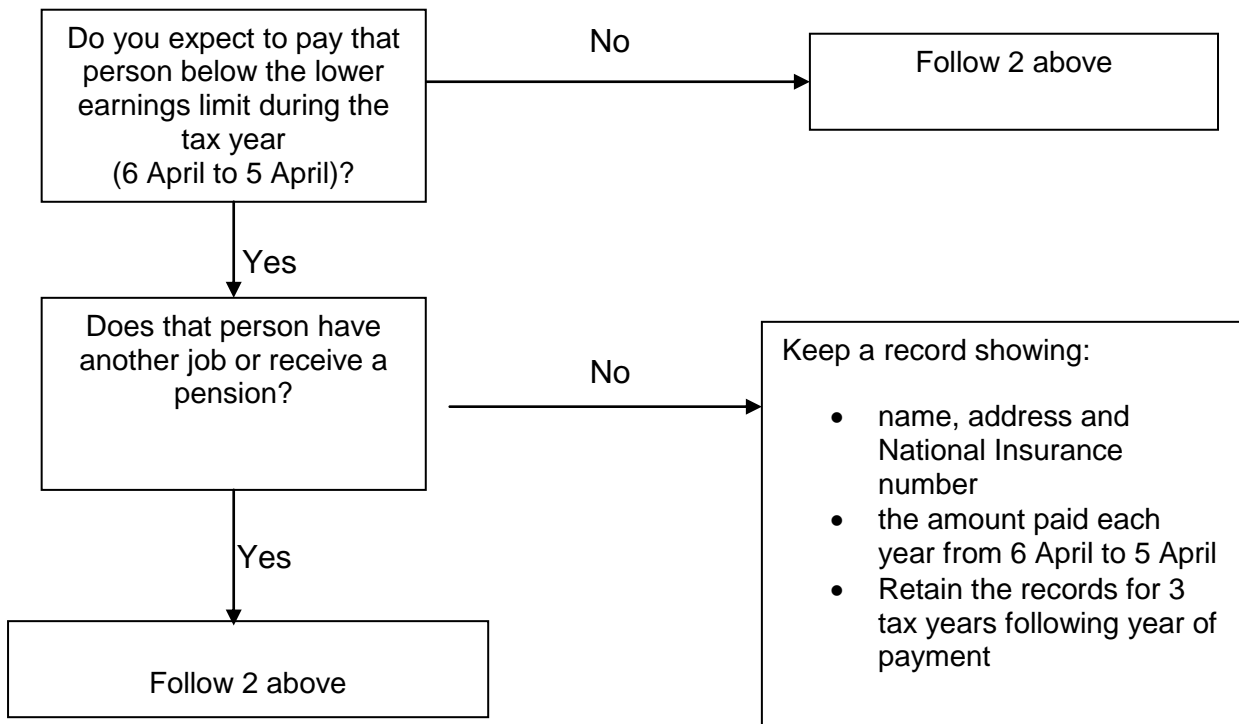 Do you expect to pay that
person below the lower
earnings limit during the
tax year
(6 April to 5 April)?
No
Follow 2 above
Yes
Does that person have
another job or receive a
pension?
No
Keep a record showing:
• name, address and
National Insurance
number
• the amount paid each
year from 6 April to 5 April
• Retain the records for 3
tax years following year of
payment
Yes
Follow 2 above